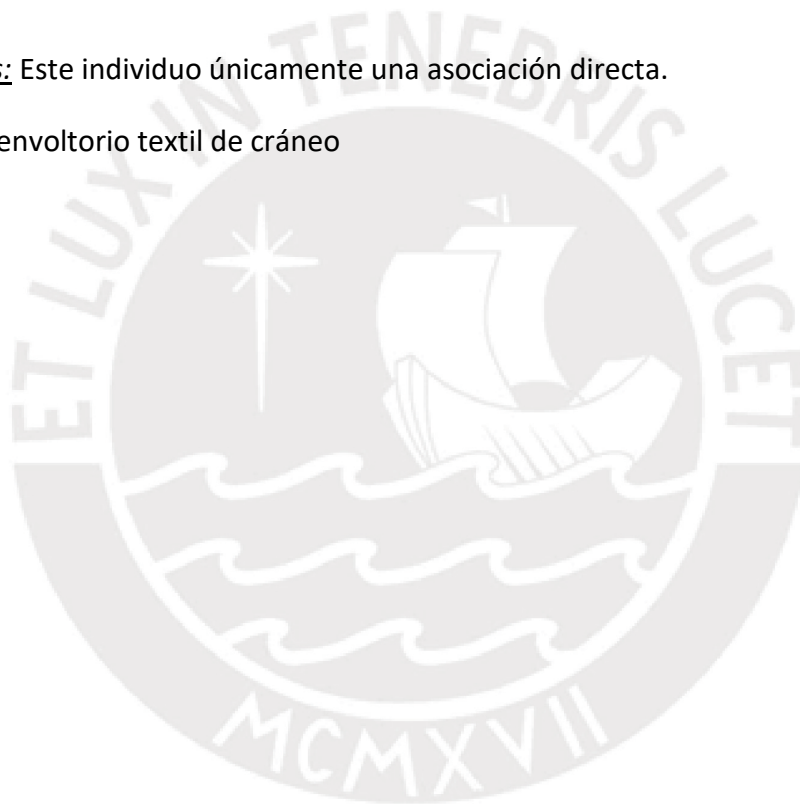 s: Este individuo únicamente una asociación directa.
envoltorio textil de cráneo
ET LUX IN TENEBRIS LUCET
MCMXVII